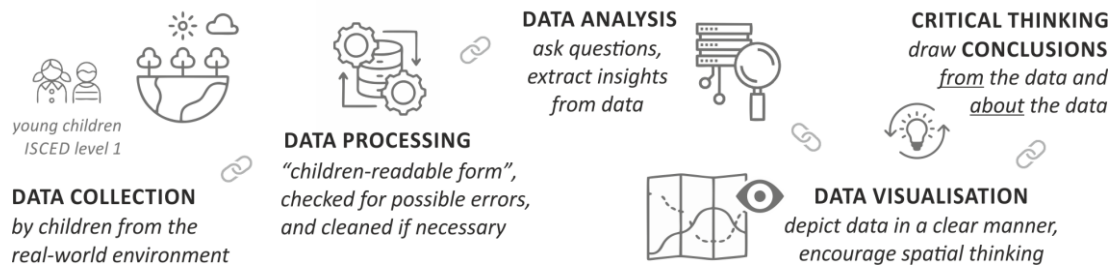 young children
ISCED level 1
DATA COLLECTION
by children from the
real-world environment
DATA PROCESSING
“children-readable form”,
checked for possible errors,
and cleaned if necessary
DATA ANALYSIS
ask questions,
extract insights
from data
DATA VISUALISATION
depict data in a clear manner,
encourage spatial thinking
CRITICAL THINKING
draw CONCLUSIONS
from the data and
about the data